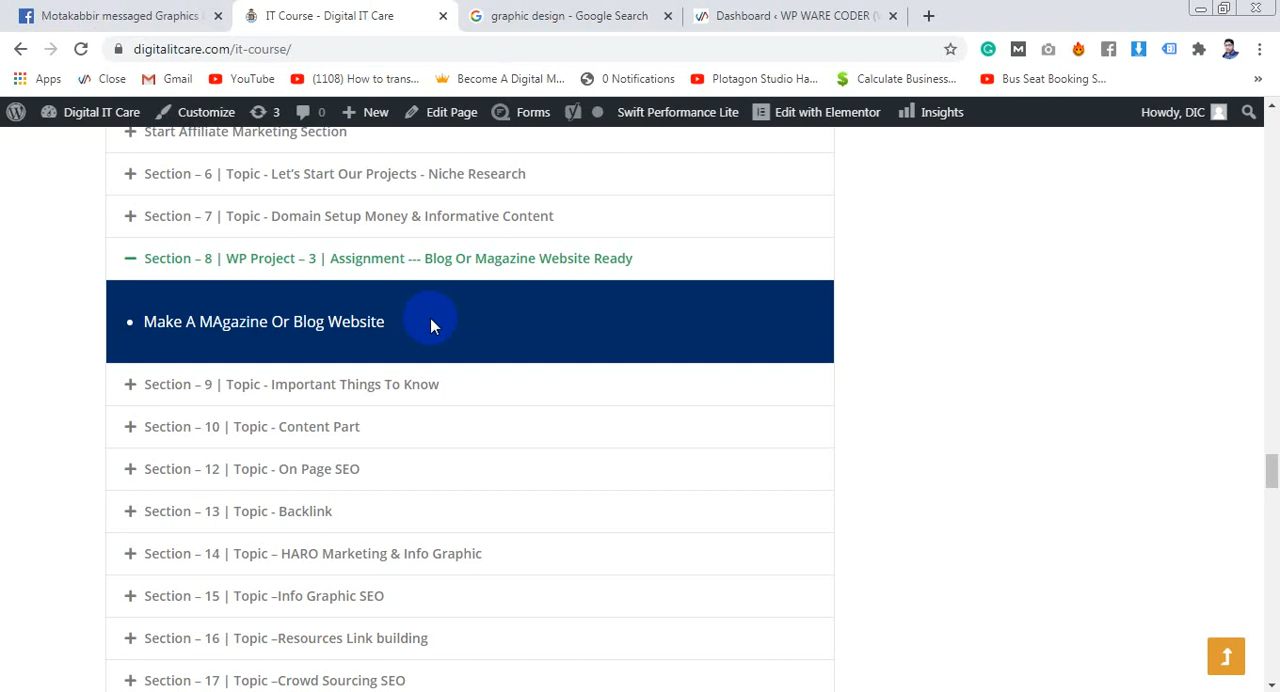 Motakabbir messaged Graphics
IT Course - Digital IT Care
graphic design - Google Search
Dashboard ‹ WP WARE CODER (W
digitalitcare.com/it-course/
Apps
Close
Gmail
YouTube
(1108) How to trans...
Become A Digital M...
0 Notifications
Potagon Studio Ha...
Calculate Business...
Bus Seat Booking S...
»
Digital IT Care
Customize
3
0
New
Edit Page
Forms
Swift Performance Lite
Edit with Elementor
Insights
Howdy, DIC
Start Affiliate Marketing Section
Section – 6 | Topic - Let's Start Our Projects - Niche Research
Section – 7 | Topic - Domain Setup Money & Informative Content
Section – 8 | WP Project – 3 | Assignment --- Blog Or Magazine Website Ready
• Make A MAgazine Or Blog Website
Section – 9 | Topic - Important Things To Know
Section – 10 | Topic - Content Part
Section – 12 | Topic - On Page SEO
Section – 13 | Topic - Backlink
Section – 14 | Topic – HARO Marketing & Info Graphic
Section – 15 | Topic –Info Graphic SEO
Section – 16 | Topic –Resources Link building
Section – 17 | Topic –Crowd Sourcing SEO